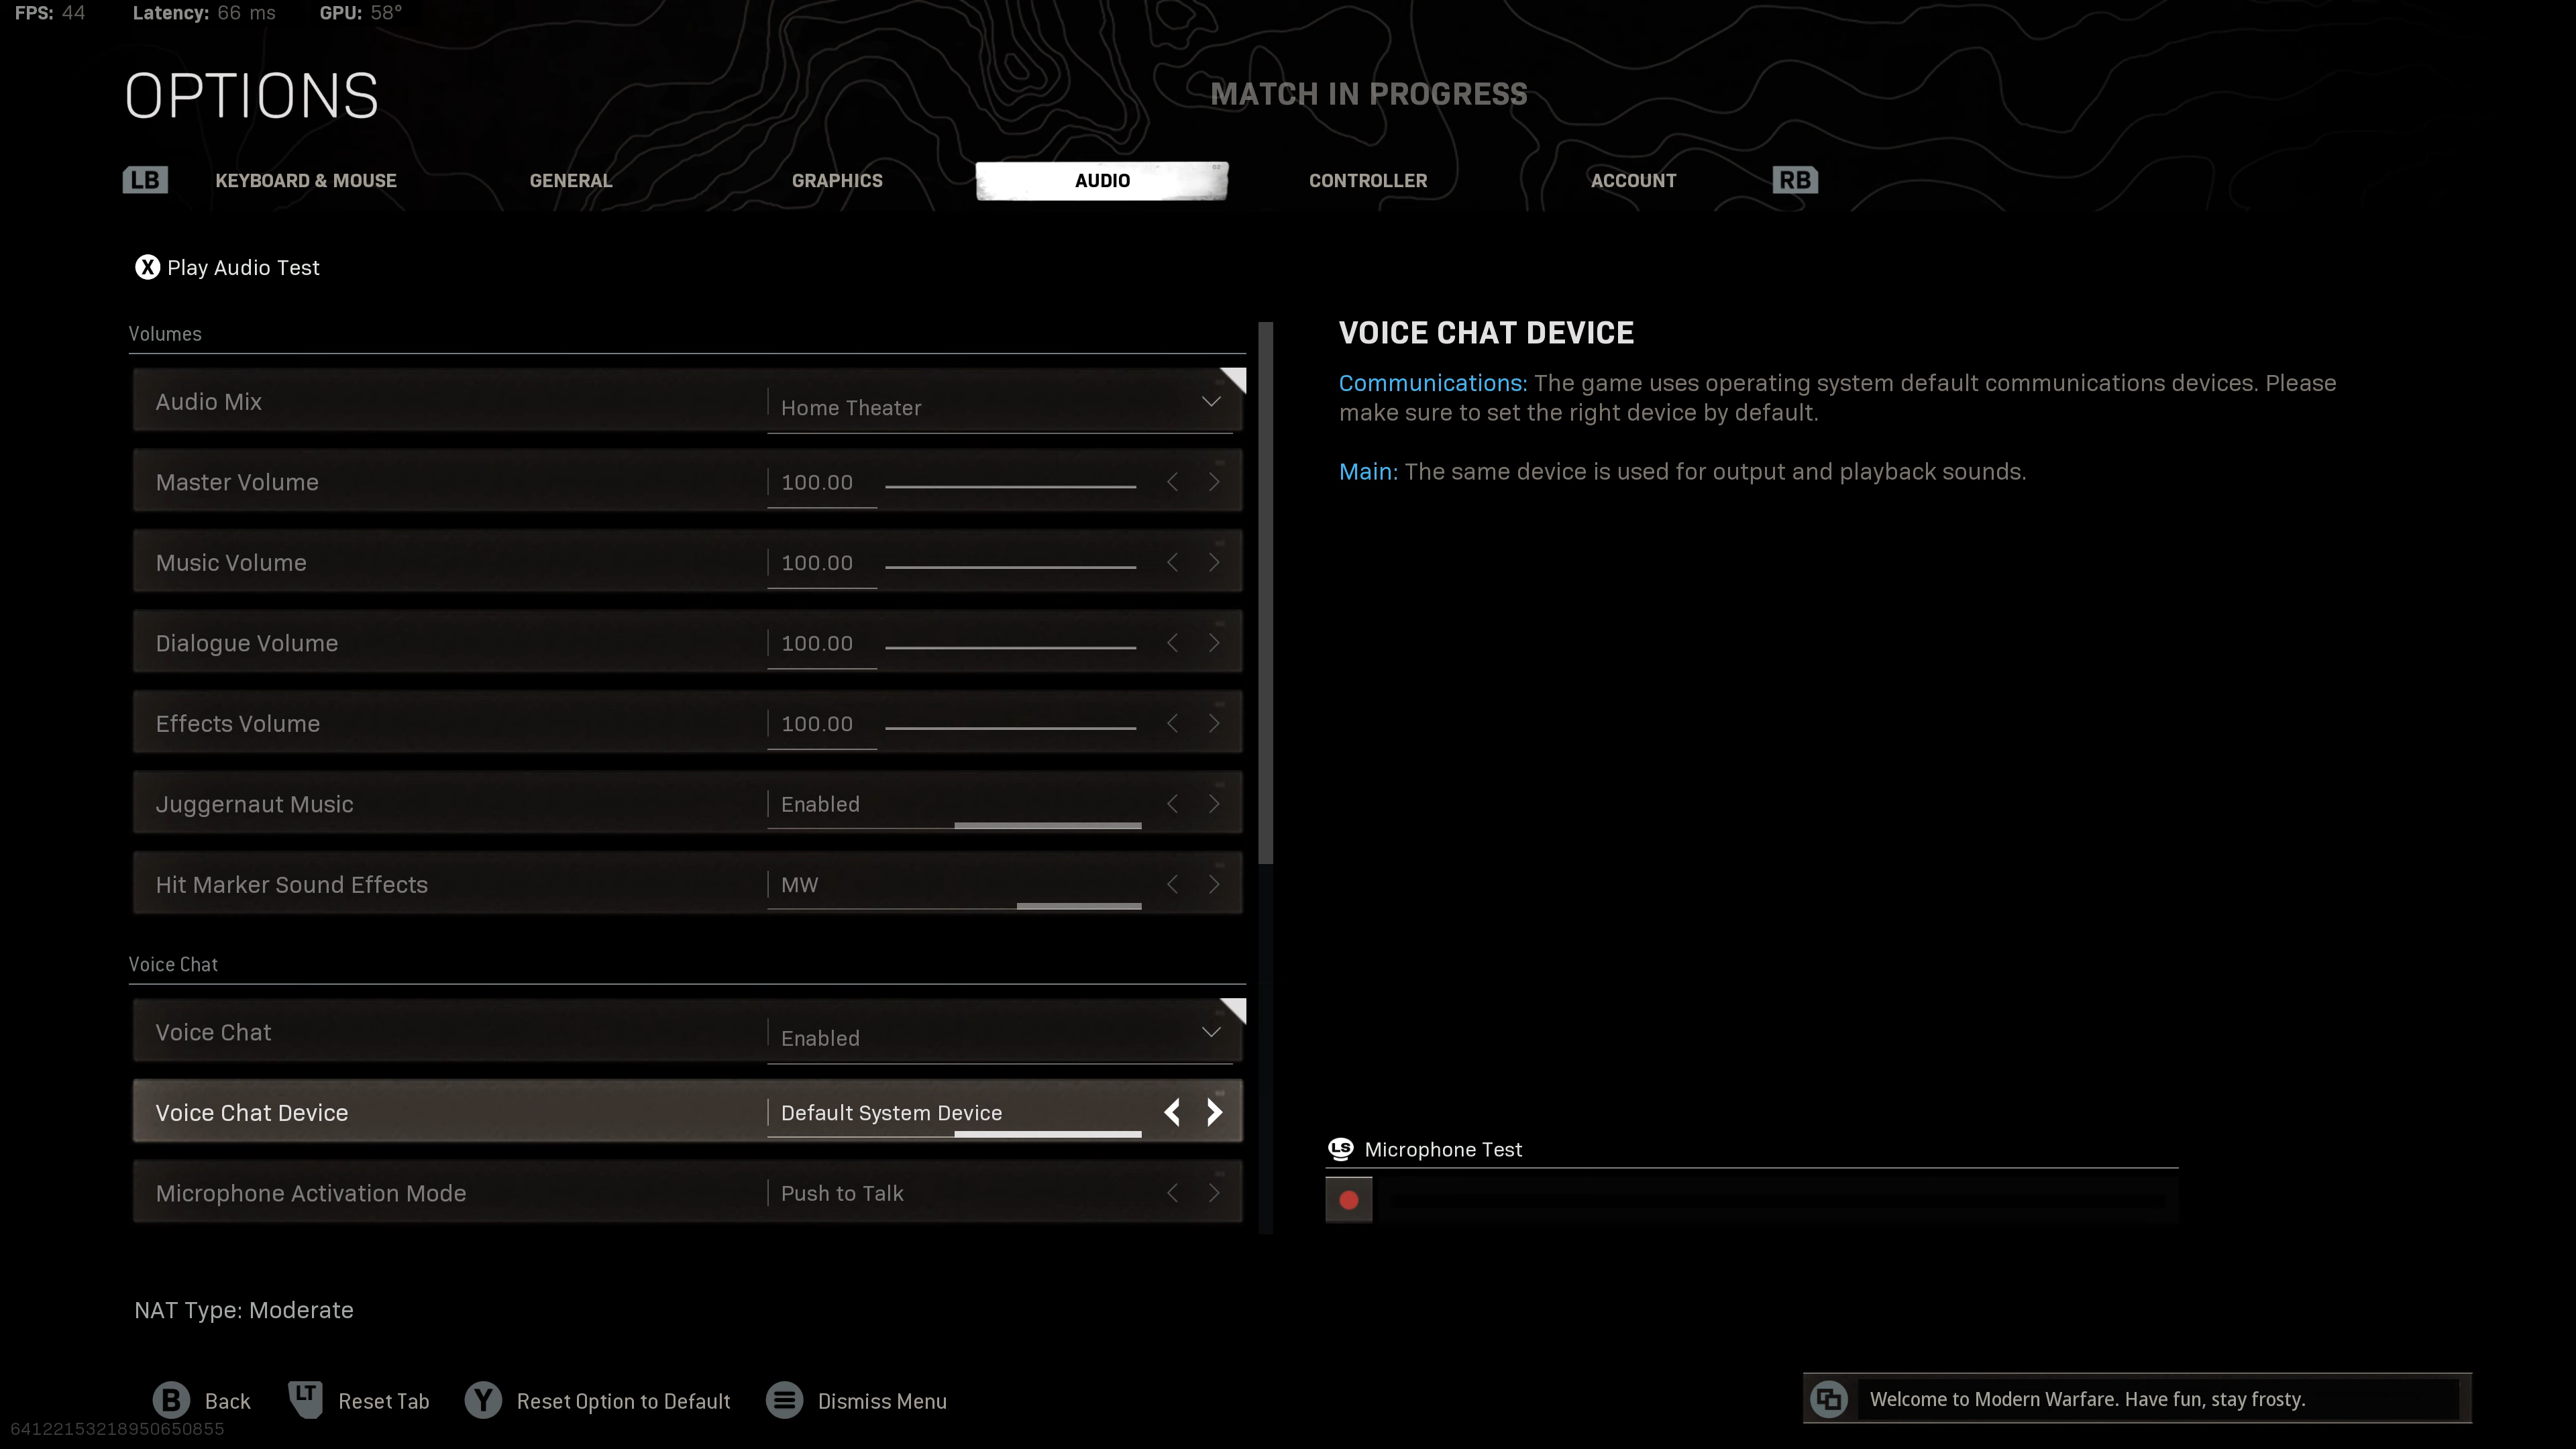 FPS: 44 Latency: 66 ms GPU: 58°
OPTIONS
MATCH IN PROGRESS
LB KEYBOARD & MOUSE GENERAL GRAPHICS AUDIO CONTROLLER ACCOUNT RB
X Play Audio Test
Volumes
Audio Mix Home Theater
Master Volume 100.00
Music Volume 100.00
Dialogue Volume 100.00
Effects Volume 100.00
Juggernaut Music Enabled
Hit Marker Sound Effects MW
Voice Chat
Voice Chat Enabled
Voice Chat Device Default System Device
Microphone Activation Mode Push to Talk
VOICE CHAT DEVICE
Communications: The game uses operating system default communications devices. Please
make sure to set the right device by default.
Main: The same device is used for output and playback sounds.
LS Microphone Test
NAT Type: Moderate
B Back LT Reset Tab Y Reset Option to Default Dismiss Menu
Welcome to Modern Warfare. Have fun, stay frosty.
64122153218950650855